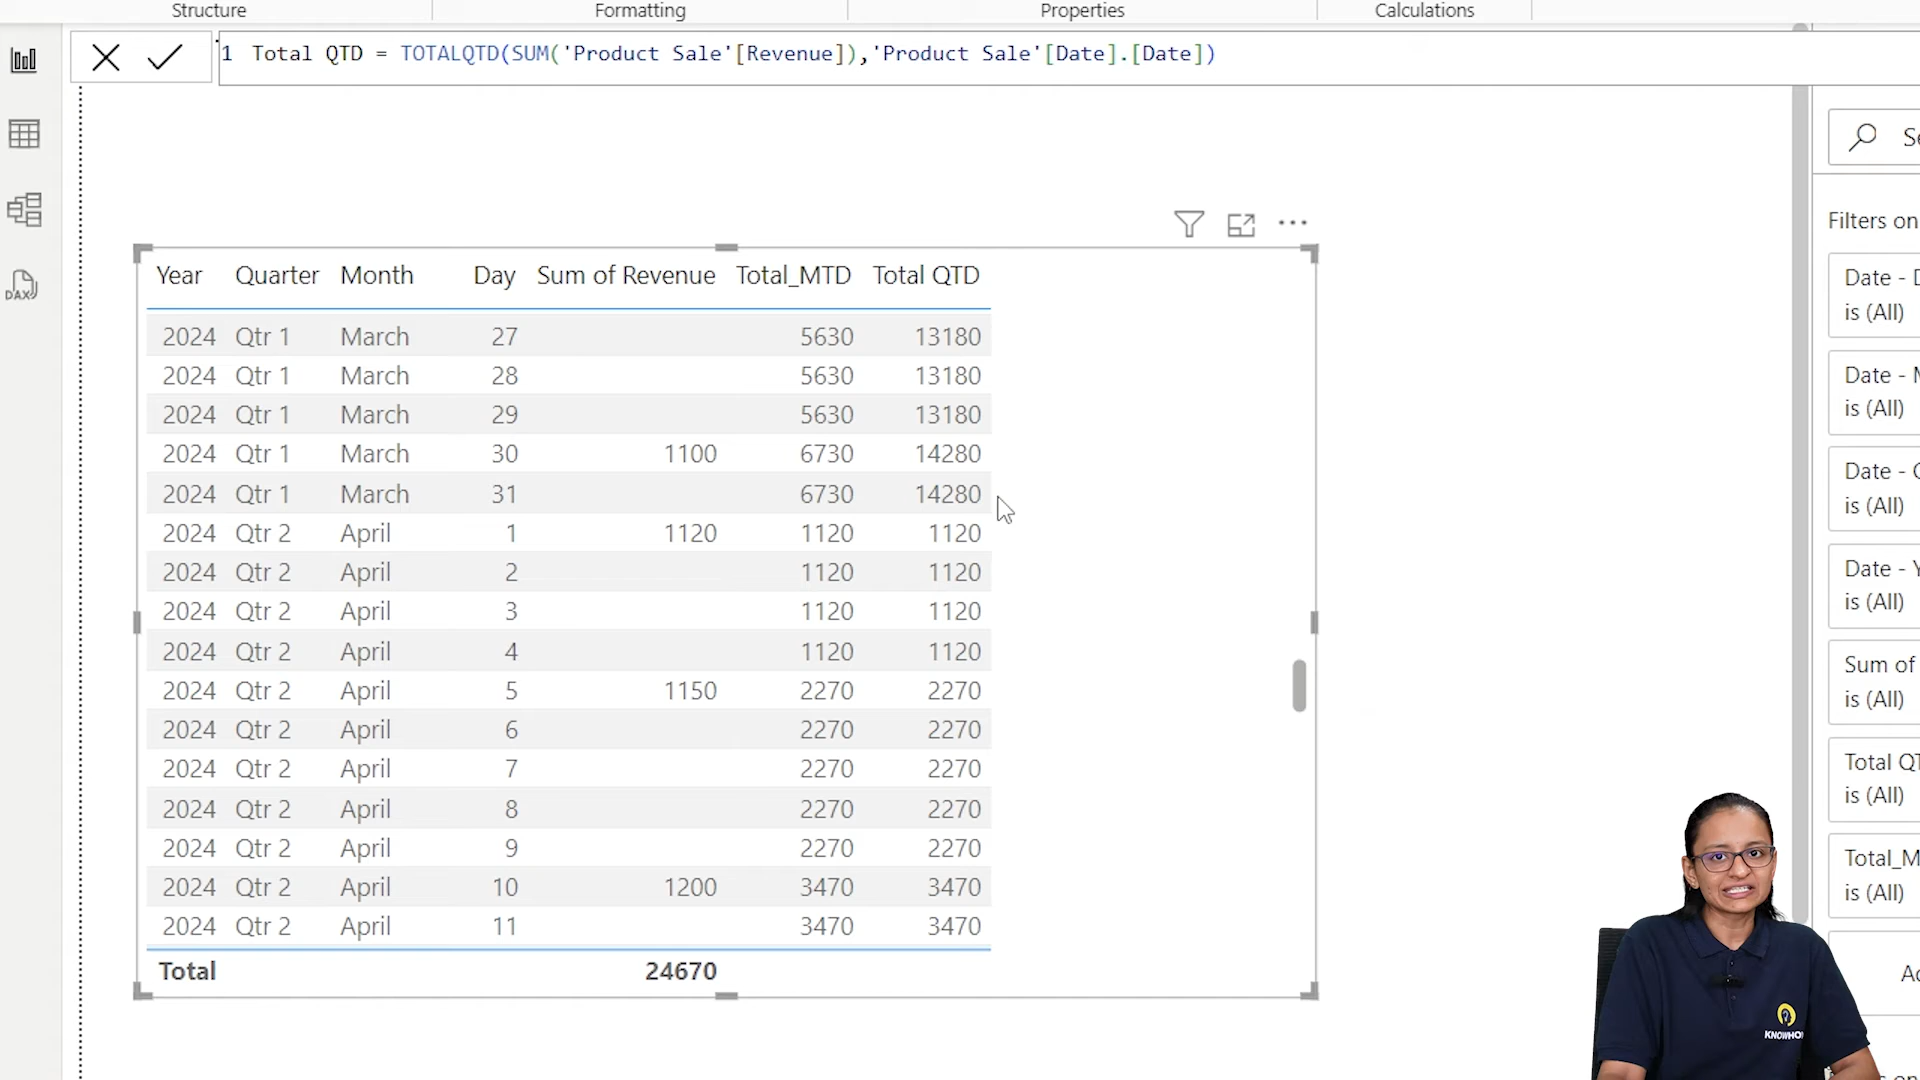 Structure Formatting Properties Calculations
1 Total QTD = TOTALQTD(SUM('Product Sale'[Revenue]),'Product Sale'[Date].[Date])
DAX
Filters on
Date -
is (All)
Date -
is (All)
Date -
is (All)
Date -
is (All)
Sum of
is (All)
Total
is (All)
is (All)
Year Quarter Month Day Sum of Revenue Total_MTD Total QTD
2024 Qtr 1 March 27 5630 13180
2024 Qtr 1 March 28 5630 13180
2024 Qtr 1 March 29 5630 13180
2024 Qtr 1 March 30 1100 6730 14280
2024 Qtr 1 March 31 6730 14280
2024 Qtr 2 April 1 1120 1120 1120
2024 Qtr 2 April 2 1120 1120
2024 Qtr 2 April 3 1120 1120
2024 Qtr 2 April 4 1120 1120
2024 Qtr 2 April 5 1150 2270 2270
2024 Qtr 2 April 6 2270 2270
2024 Qtr 2 April 7 2270 2270
2024 Qtr 2 April 8 2270 2270
2024 Qtr 2 April 9 2270 2270
2024 Qtr 2 April 10 1200 3470 3470
2024 Qtr 2 April 11 3470 3470
Total 24670